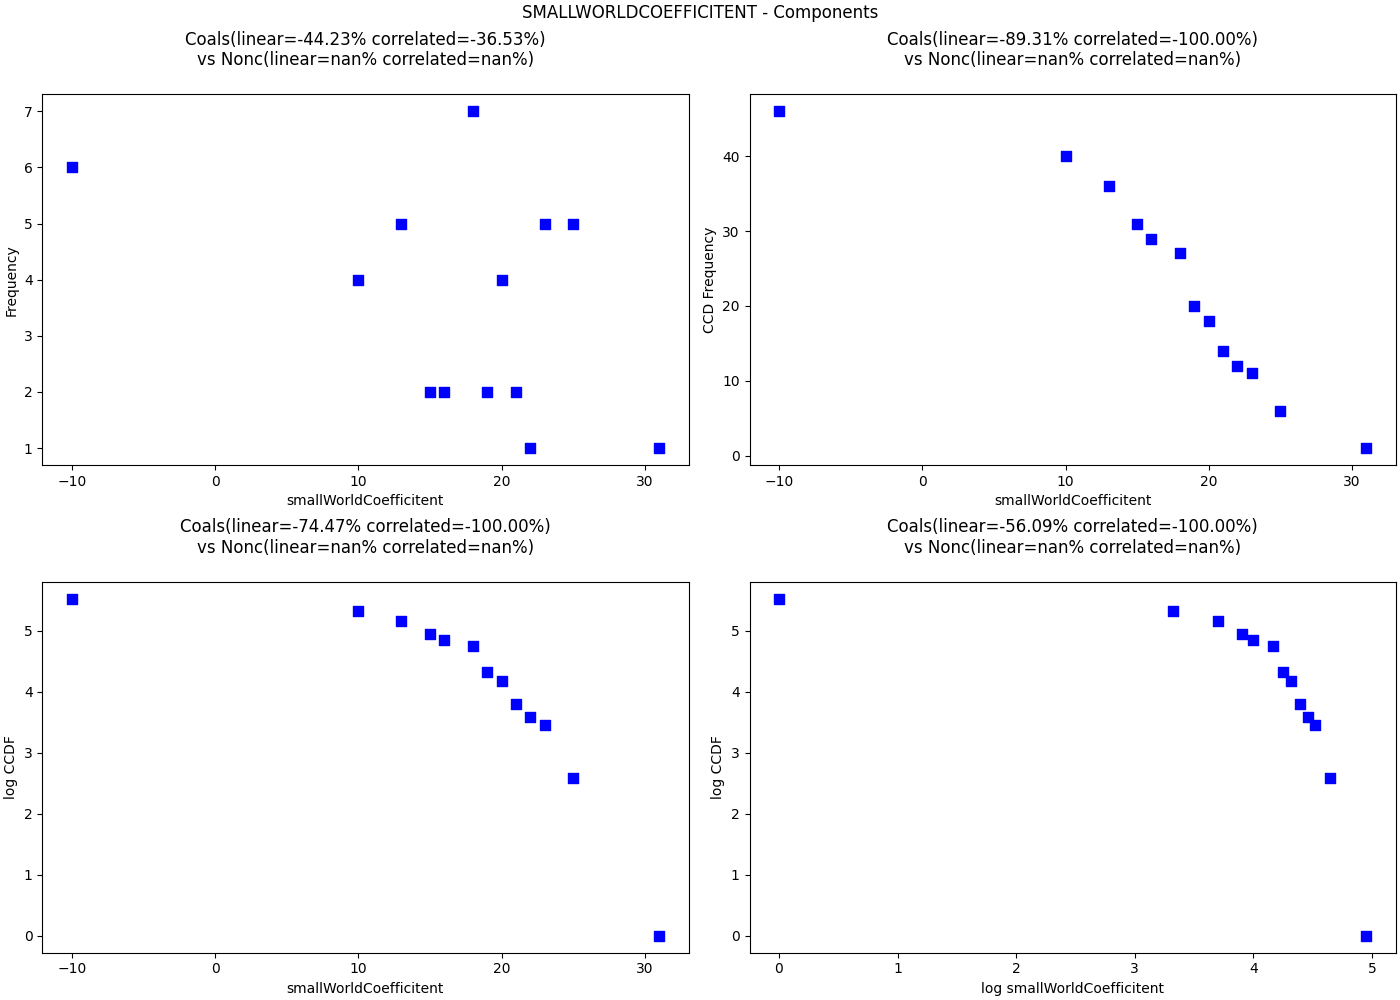 SMALLWORLDCOEFFICITENT - Components
Coals(linear=-44.23% correlated=-36.53%)
vs Nonc(linear=nan% correlated=nan%)
7
6
5
4
3
2
1
Frequency
−10 0 10 20 30
smallWorldCoefficitent
Coals(linear=-89.31% correlated=-100.00%)
vs Nonc(linear=nan% correlated=nan%)
40
30
20
10
0
CCD Frequency
−10 0 10 20 30
smallWorldCoefficitent
Coals(linear=-74.47% correlated=-100.00%)
vs Nonc(linear=nan% correlated=nan%)
5
4
3
2
1
0
log CCDF
−10 0 10 20 30
smallWorldCoefficitent
Coals(linear=-56.09% correlated=-100.00%)
vs Nonc(linear=nan% correlated=nan%)
5
4
3
2
1
0
log CCDF
0 1 2 3 4 5
log smallWorldCoefficitent